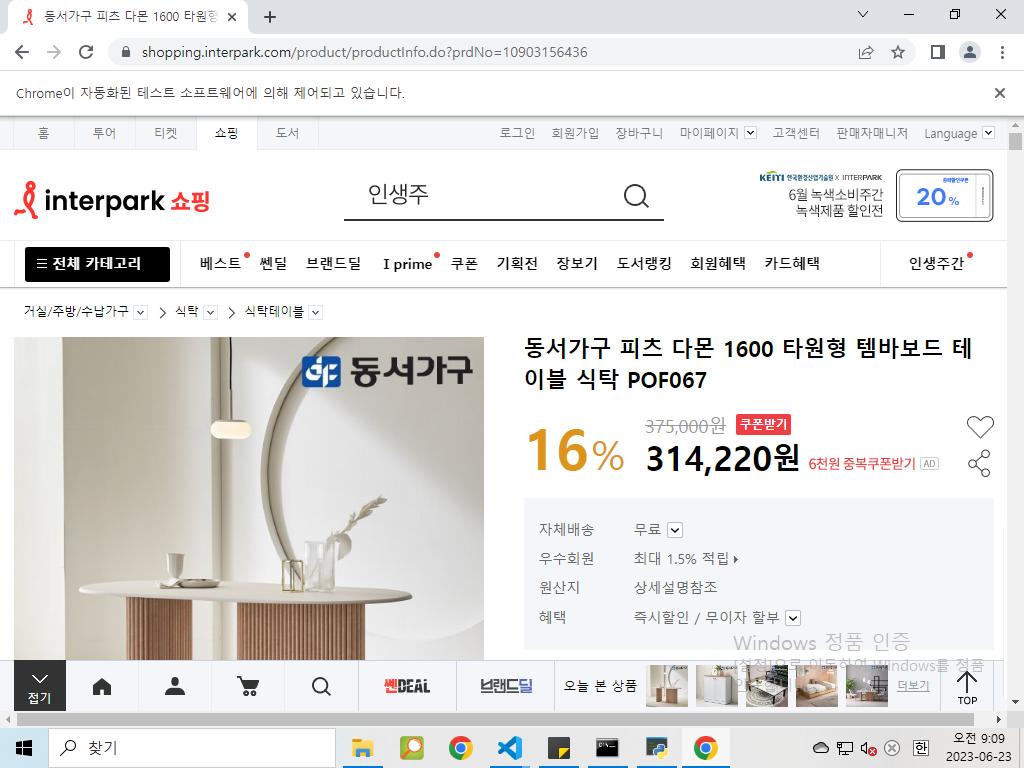 동서가구 피츠 다몬 1600 타원형
shopping.interpark.com/product/productInfo.do?prdNo=10903156436
Chrome이 자동화된 테스트 소프트웨어에 의해 제어되고 있습니다.
홈 투어 티켓 쇼핑 도서 로그인 회원가입 장바구니 마이페이지 고객센터 판매자매니저 Language
interpark 쇼핑
인생주
KEITI 한국환경산업기술원 X INTERPARK
6월 녹색소비주간
녹색제품 할인전
20%
전체 카테고리 베스트 쎈딜 브랜드딜 I prime 쿠폰 기획전 장보기 도서랭킹 회원혜택 카드혜택 인생주간
거실/주방/수납가구 식탁 식탁테이블
동서가구
동서가구 피츠 다몬 1600 타원형 템바보드 테
이블 식탁 POF067
16%
375,000원 쿠폰받기
314,220원 6천원 중복쿠폰받기 AD
자체배송 무료
우수회원 최대 1.5% 적립
원산지 상세설명참조
혜택 즉시할인 / 무이자 할부
Windows 정품 인증
[설정]으로 이동하여 Windows를 정품
접기 쎈DEAL 브랜드딜 오늘 본 상품 더보기 TOP
찾기
한
오전 9:09
2023-06-23